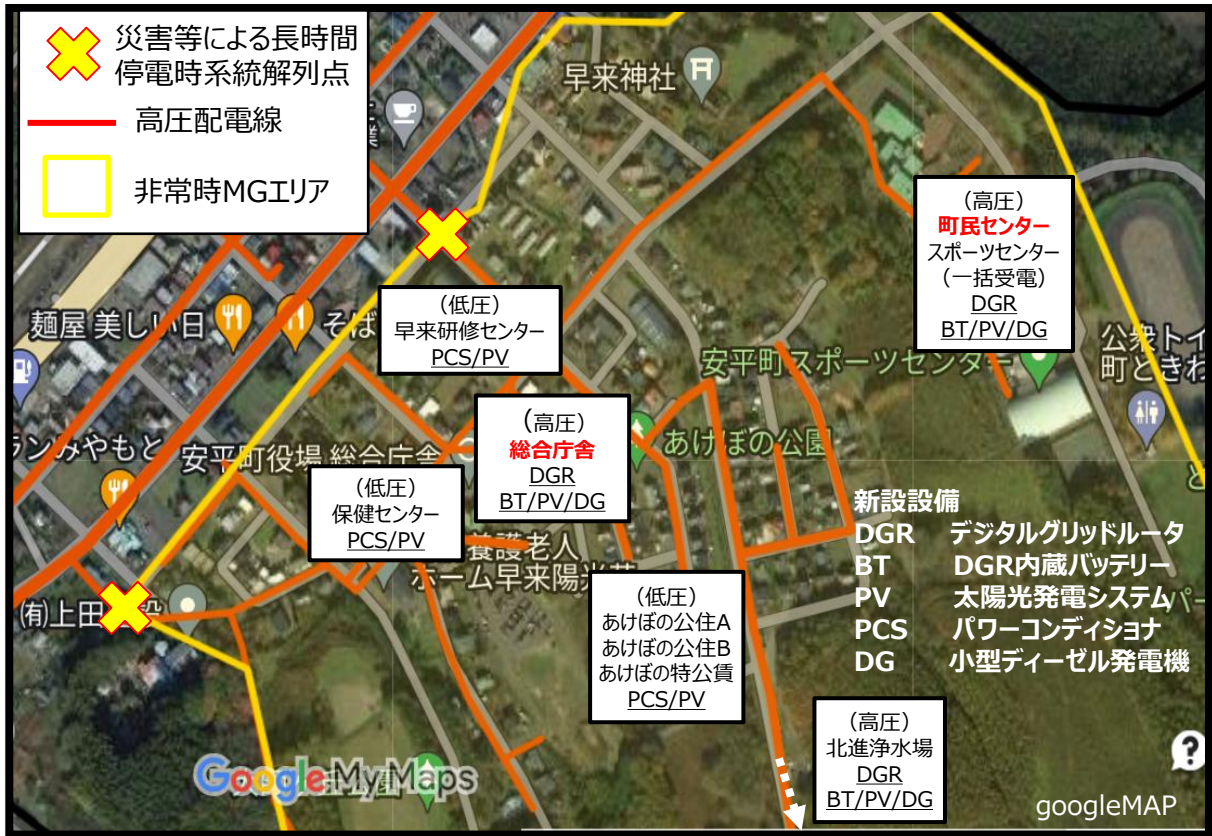 災害等による長時間
停電時系統解列点
高圧配電線
非常時MGエリア
早来神社
（高圧）
町民センター
スポーツセンター
（一括受電）
DGR
BT/PV/DG
麺屋 美しい日
そば
（低圧）
早来研修センター
PCS/PV
安平町スポーツセンター
公衆トイ
町ときわ
ランみやもと
安平町役場 総合庁舎
（高圧）
総合庁舎
DGR
BT/PV/DG
あけぼの公園
（低圧）
保健センター
PCS/PV
養護老人
ホーム早来陽光苑
㈲上田
（低圧）
あけぼの公住A
あけぼの公住B
あけぼの特公賃
PCS/PV
新設設備
DGR デジタルグリッドルータ
BT DGR内蔵バッテリー
PV 太陽光発電システム
PCS パワーコンディショナ
DG 小型ディーゼル発電機
パー
（高圧）
北進浄水場
DGR
BT/PV/DG
Google My Maps
公園
googleMAP